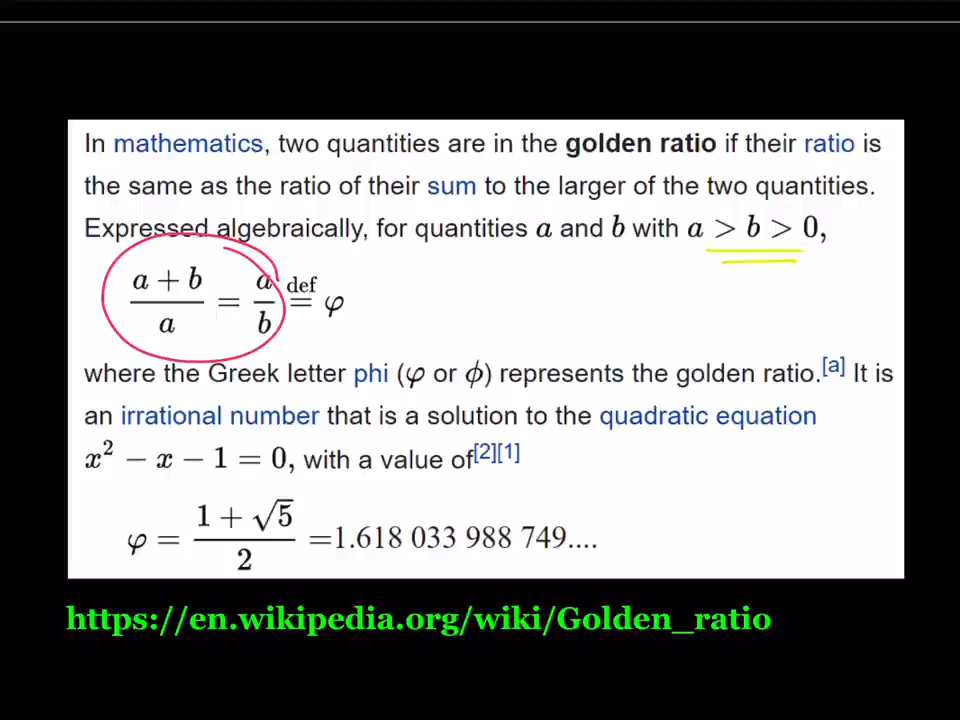 In mathematics, two quantities are in the golden ratio if their ratio is
the same as the ratio of their sum to the larger of the two quantities.
Expressed algebraically, for quantities a and b with a > b > 0,
(a + b)/a = a/b def= φ
where the Greek letter phi (φ or ϕ) represents the golden ratio.[a] It is
an irrational number that is a solution to the quadratic equation
x² − x − 1 = 0, with a value of[2][1]
φ = (1 + √5)/2 =1.618 033 988 749....
https://en.wikipedia.org/wiki/Golden_ratio